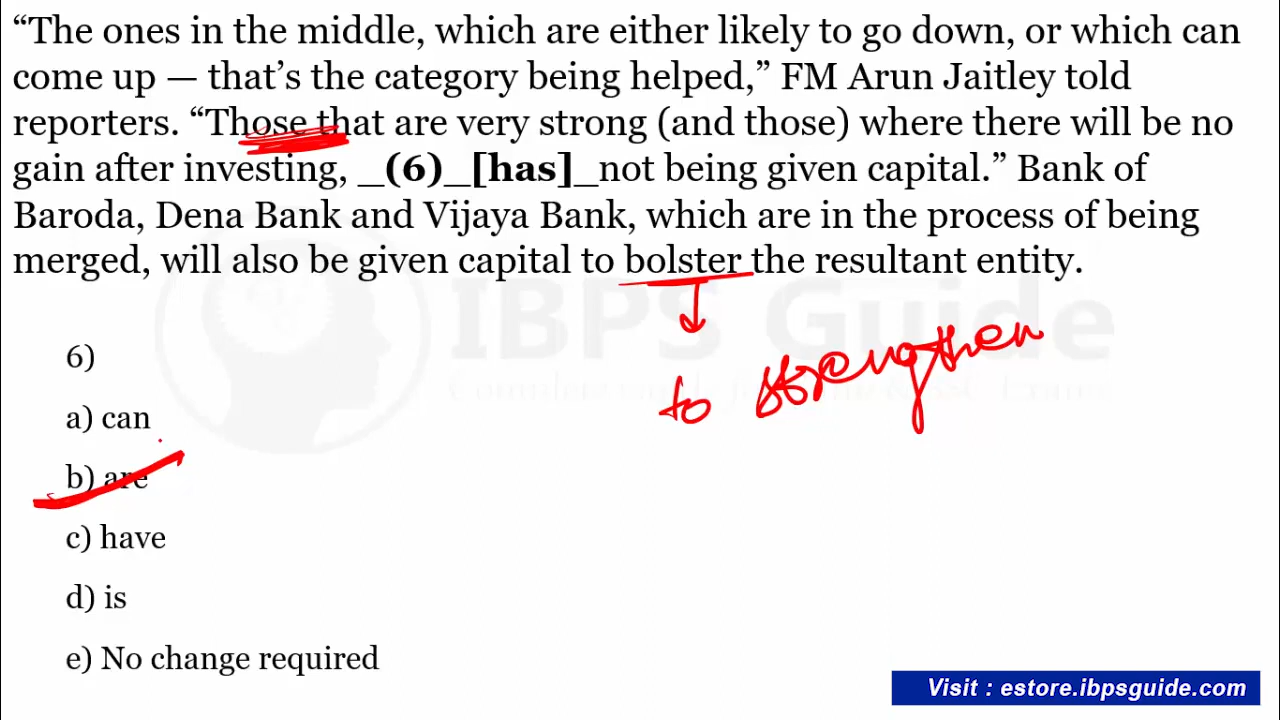 “The ones in the middle, which are either likely to go down, or which can
come up — that’s the category being helped,” FM Arun Jaitley told
reporters. “Those that are very strong (and those) where there will be no
gain after investing, _(6)_[has]_not being given capital.” Bank of
Baroda, Dena Bank and Vijaya Bank, which are in the process of being
merged, will also be given capital to bolster the resultant entity.
to strengthen
IBPS Guide
6)
a) can
b) are
c) have
d) is
e) No change required
Visit : estore.ibpsguide.com